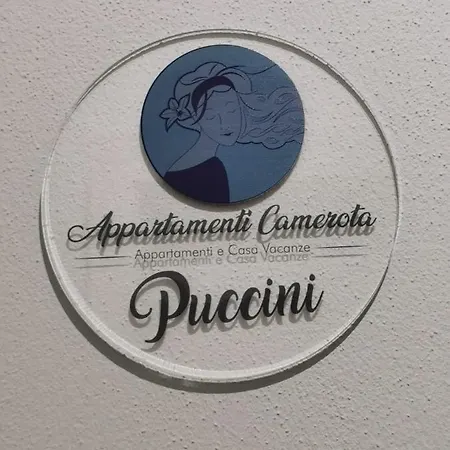 Appartamenti Camerota
Appartamenti e Casa Vacanze
Puccini